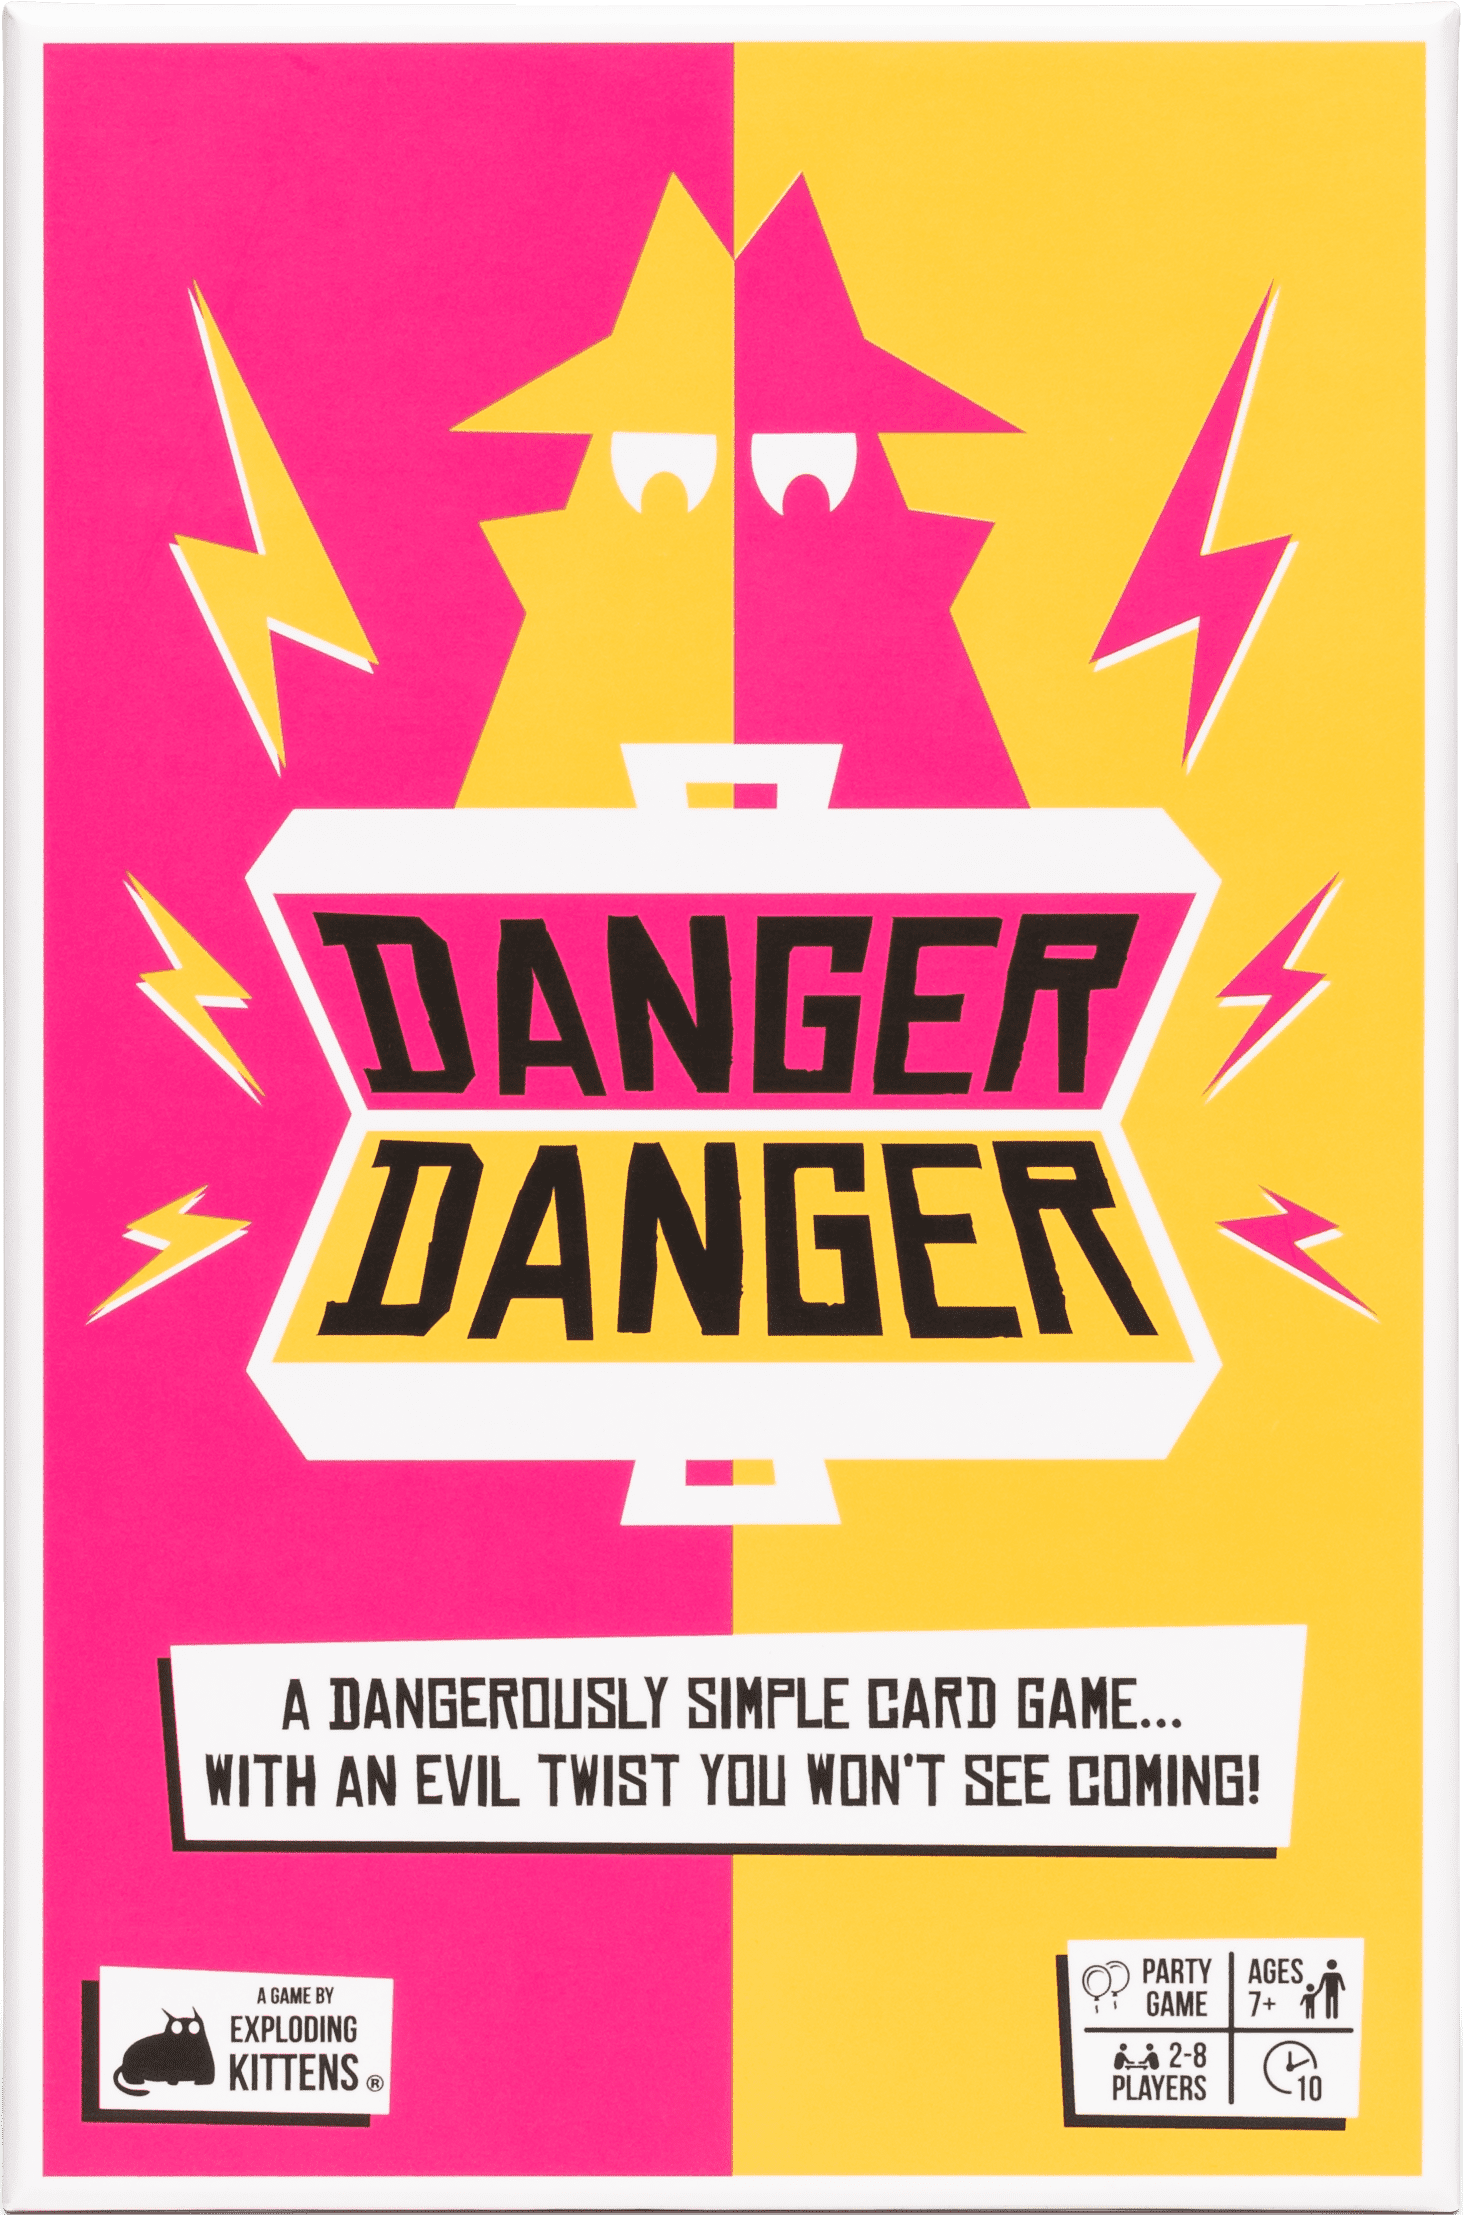 DANGER
DANGER
A DANGEROUSLY SIMPLE CARD GAME...
WITH AN EVIL TWIST YOU WON'T SEE COMING!
A GAME BY
EXPLODING
KITTENS ®
PARTY
GAME
AGES
7+
2-8
PLAYERS
10